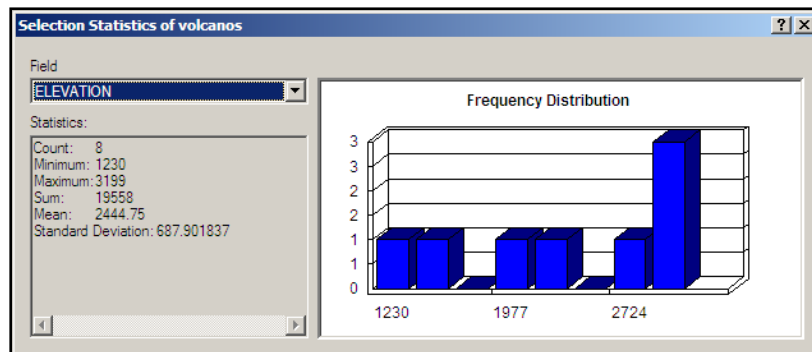 Selection Statistics of volcanos
Field
ELEVATION
Statistics:
Count: 8
Minimum: 1230
Maximum: 3199
Sum: 19558
Mean: 2444.75
Standard Deviation: 687.901837
Frequency Distribution
3
3
2
2
1
1
0
1230 1977 2724